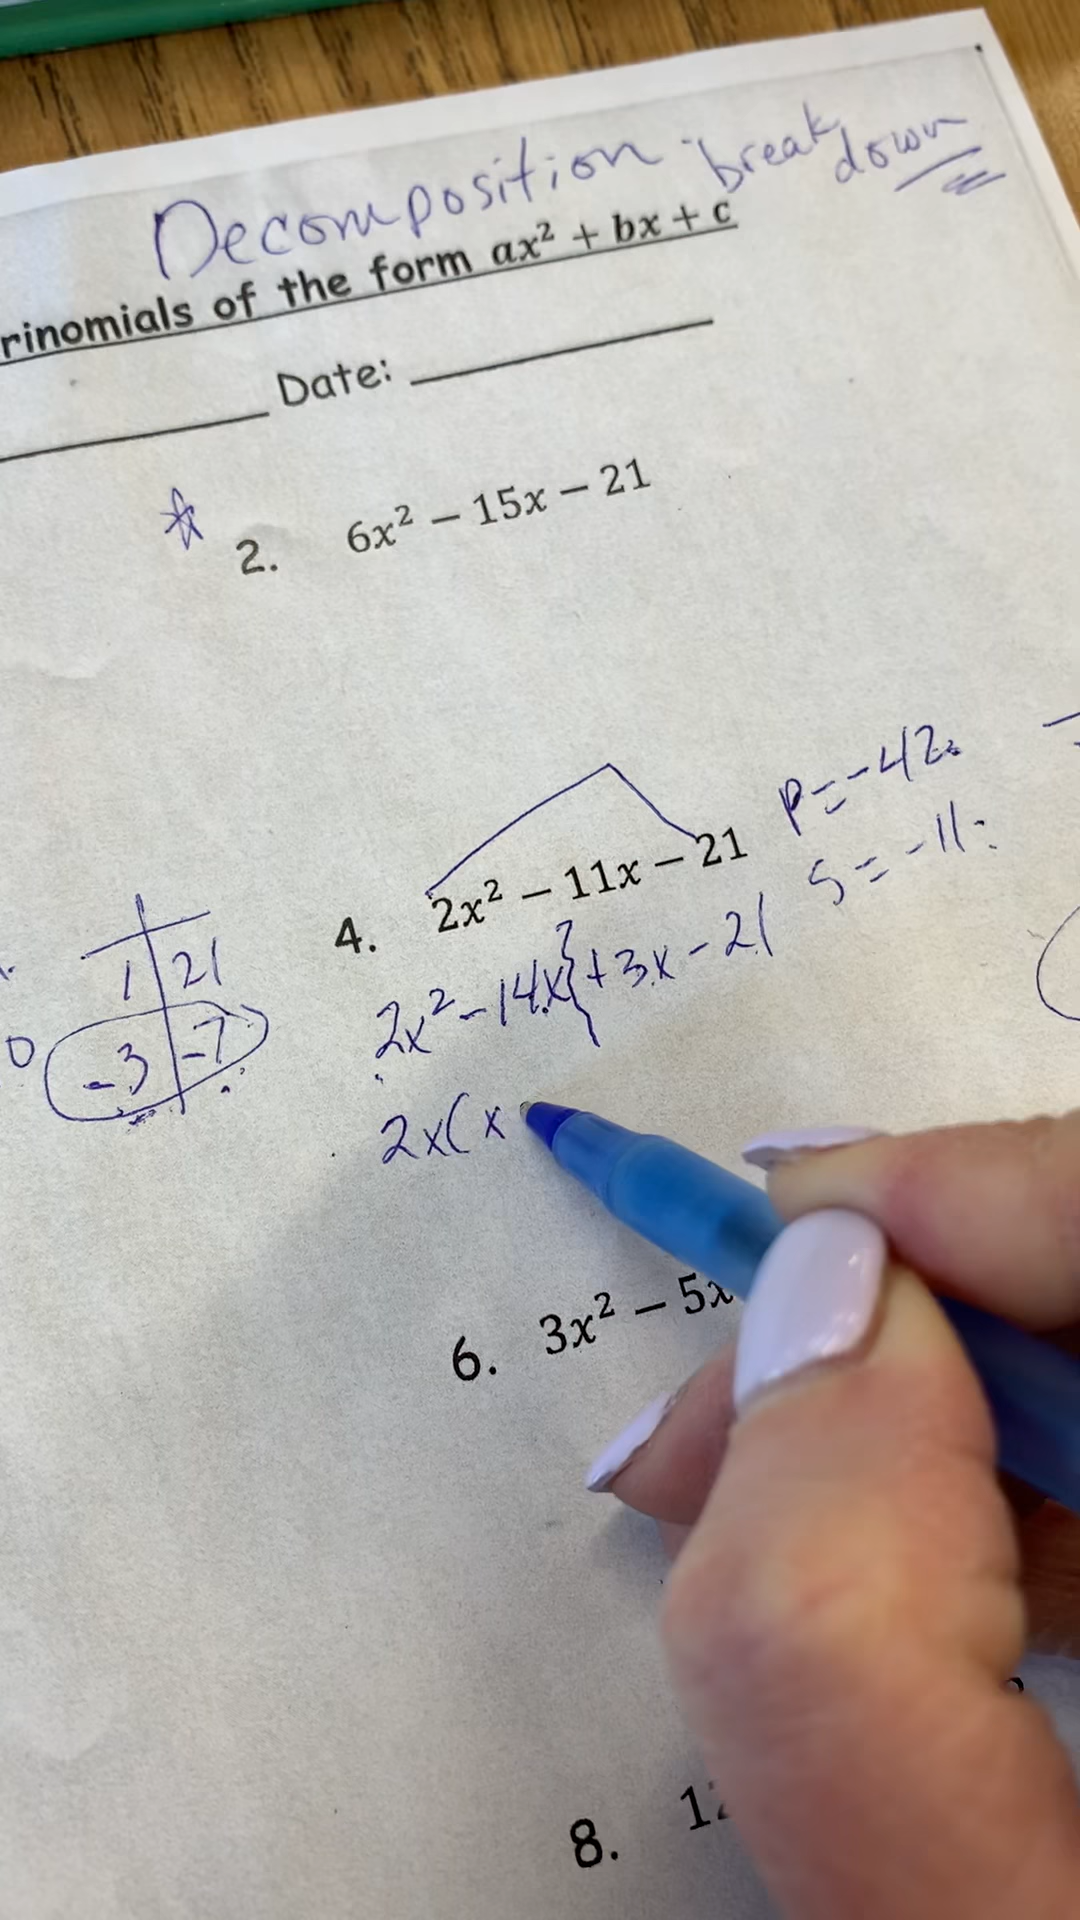 Decomposition - break down
rinomials of the form ax² + bx + c
Date:
2. 6x² − 15x − 21
P = -42
S = -11
4. 2x² − 11x − 21
2x² - 14x + 3x - 21
2x(x
1 | 21
-3 | -7
6. 3x² − 5x
8.